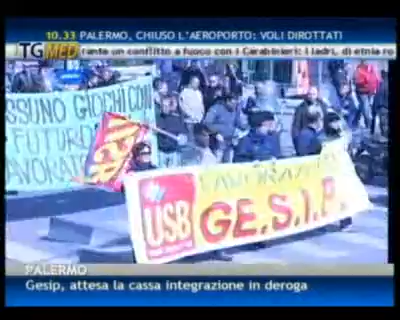 10.33 PALERMO, CHIUSO L'AEROPORTO: VOLI DIROTTATI
TG MED
rante un conflitto a fuoco con i Carabinieri: i ladri, di etnia ro
SSUNO GIOCHI CON
FUTURO
AVORAT
USB
GE.S.I.P.
PALERMO
Gesip, attesa la cassa integrazione in deroga